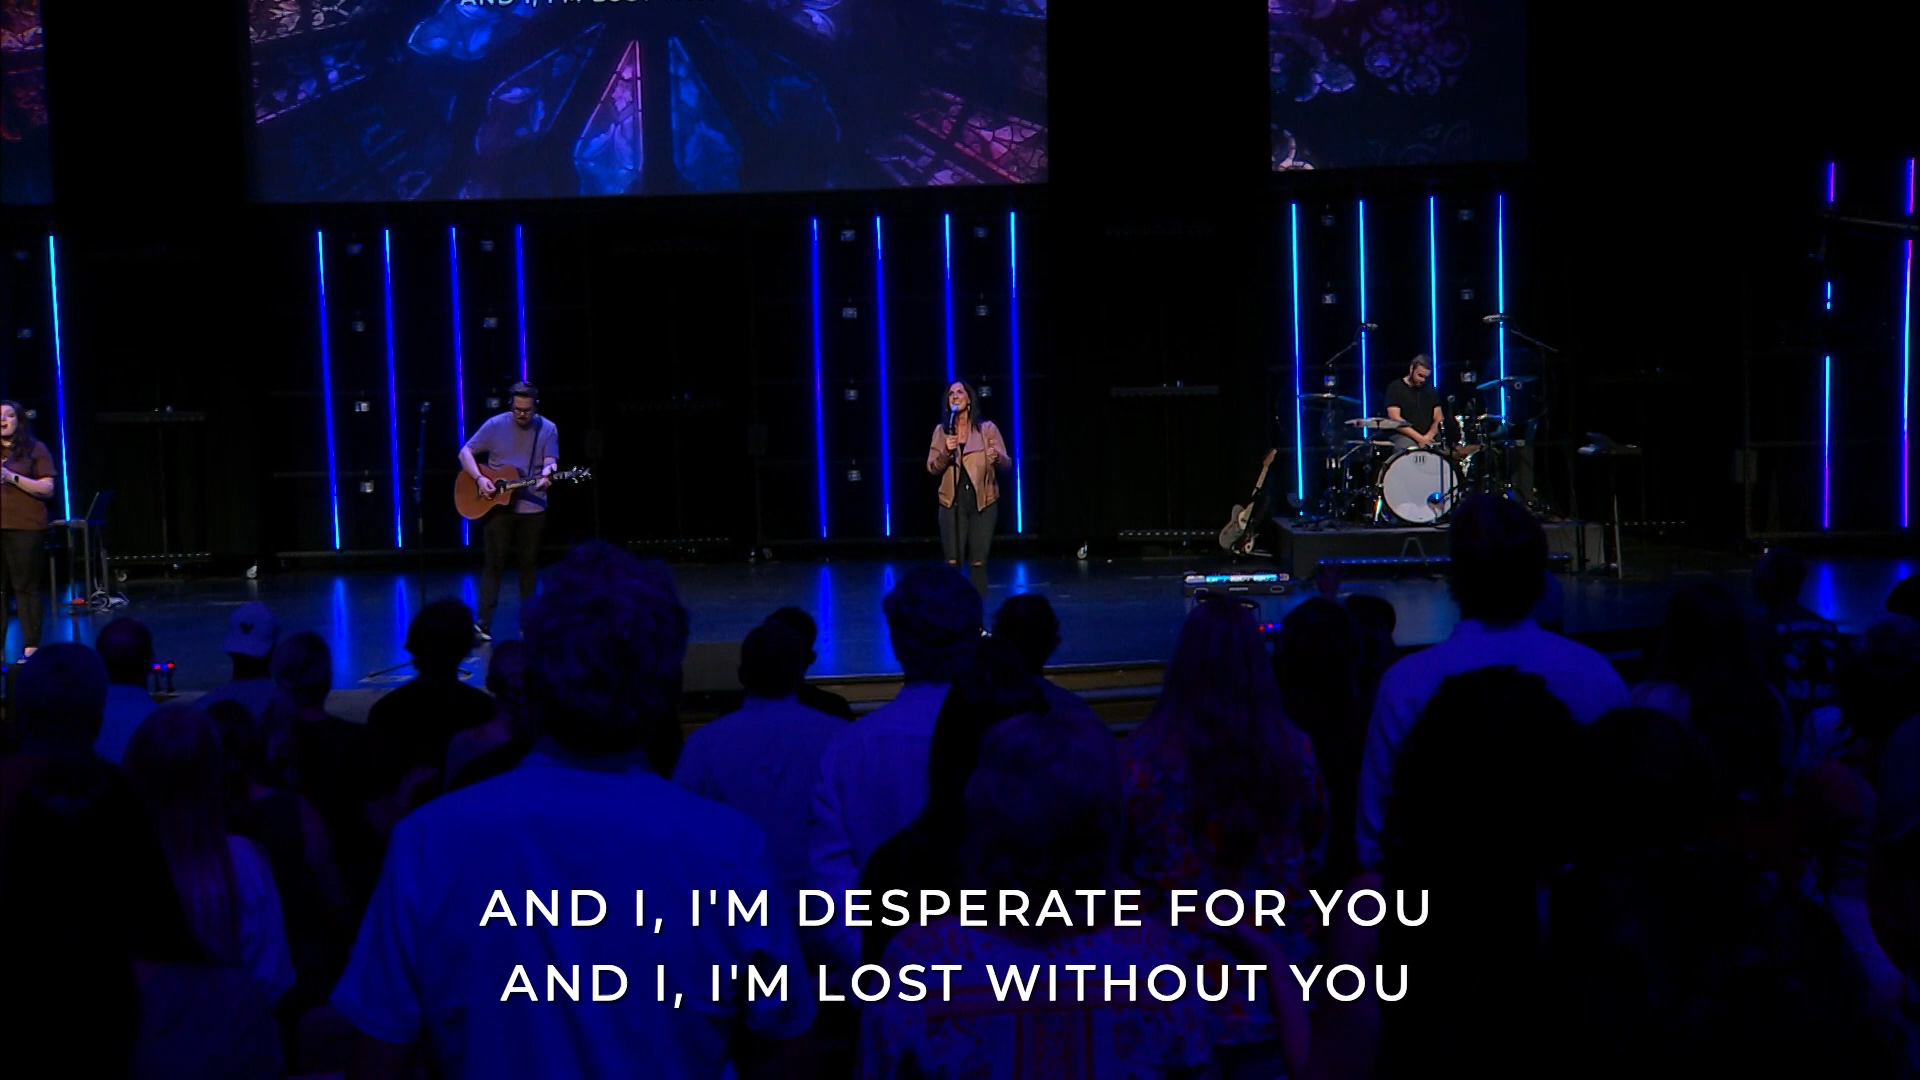 AND I, I'M DESPERATE FOR YOU
AND I, I'M LOST WITHOUT YOU